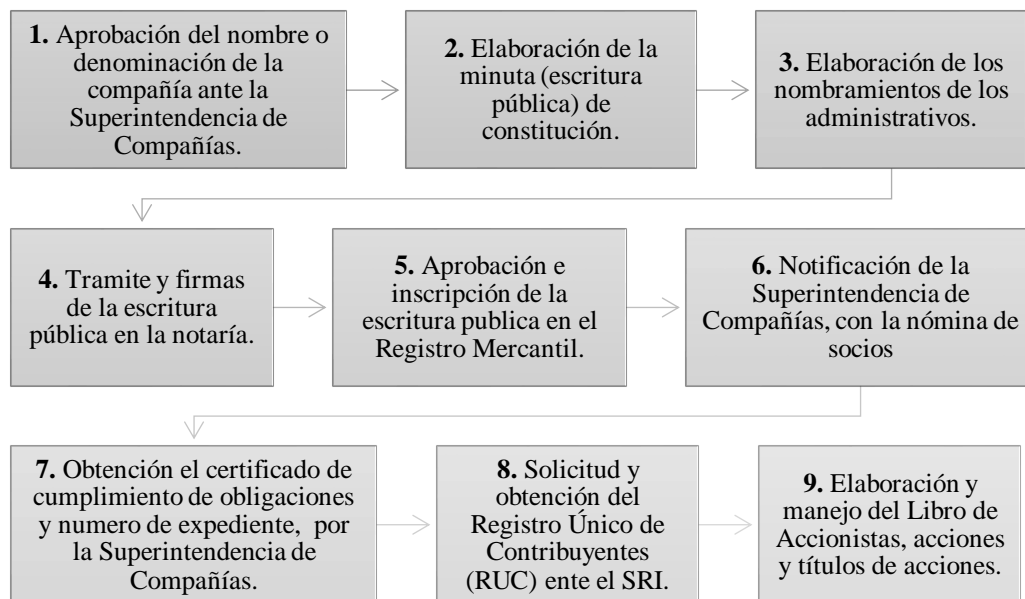 1. Aprobación del nombre o
denominación de la
compañía ante la
Superintendencia de
Compañías.
2. Elaboración de la
minuta (escritura
pública) de
constitución.
3. Elaboración de los
nombramientos de los
administrativos.
4. Tramite y firmas
de la escritura
pública en la notaría.
5. Aprobación e
inscripción de la
escritura publica en el
Registro Mercantil.
6. Notificación de la
Superintendencia de
Compañías, con la nómina de
socios
7. Obtención el certificado de
cumplimiento de obligaciones
y numero de expediente, por
la Superintendencia de
Compañías.
8. Solicitud y
obtención del
Registro Único de
Contribuyentes
(RUC) ente el SRI.
9. Elaboración y
manejo del Libro de
Accionistas, acciones
y títulos de acciones.